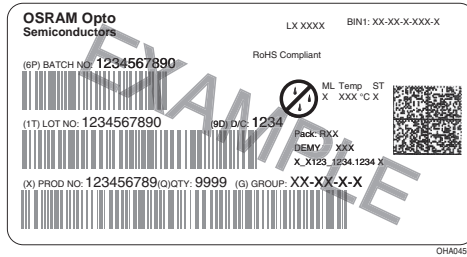 OSRAM Opto
Semiconductors
LX XXXX
BIN1: XX-XX-X-XXX-X
RoHS Compliant
(6P) BATCH NO: 1234567890
ML Temp ST
X XXX °C X
(1T) LOT NO: 1234567890
(9D) D/C: 1234
Pack: RXX
DEMY XXX
X_X123_1234.1234 X
(X) PROD NO: 123456789(Q)QTY: 9999 (G) GROUP: XX-XX-X-X
EXAMPLE
OHA045